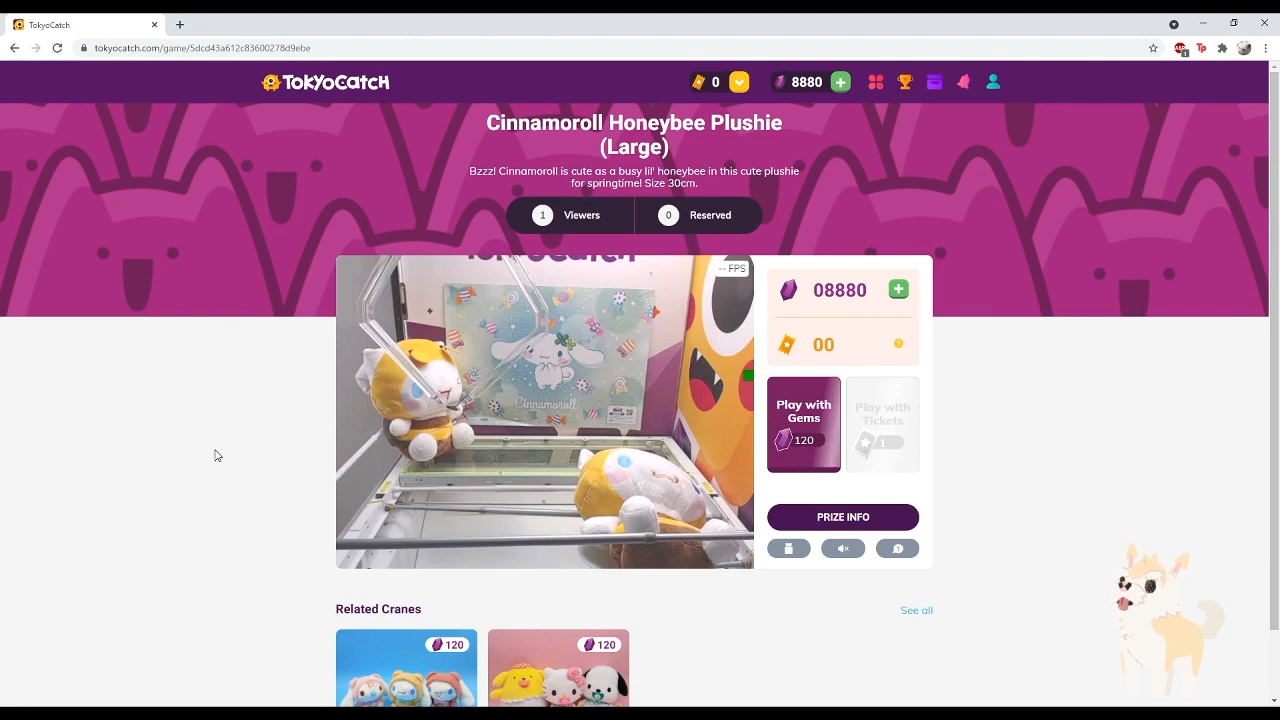 TokyoCatch
tokyocatch.com/game/5dcd43a612c83600278d9ebe
TOKYOCATCH
0
8880
Cinnamoroll Honeybee Plushie
(Large)
Bzzz! Cinnamoroll is cute as a busy lil' honeybee in this cute plushie
for springtime! Size 30cm.
1 Viewers
0 Reserved
TOKYOCATCH
-- FPS
Cinnamoroll
08880
00
Play with
Gems
120
Play with
Tickets
1
PRIZE INFO
Related Cranes
See all
120
120